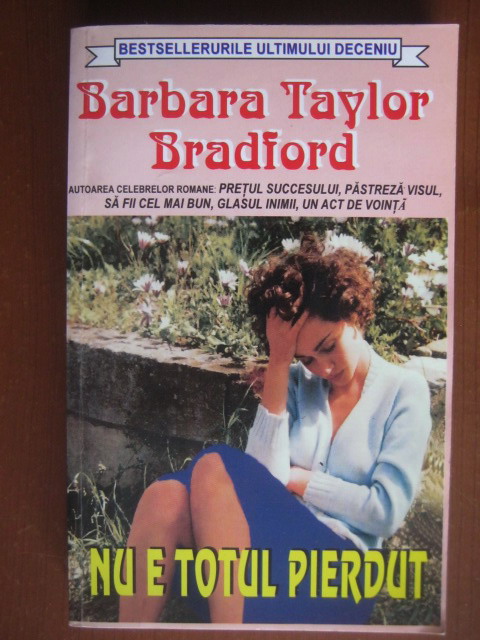 BESTSELLERURILE ULTIMULUI DECENIU
Barbara Taylor
Bradford
AUTOAREA CELEBRELOR ROMANE: PREȚUL SUCCESULUI, PĂSTREZĂ VISUL,
SĂ FII CEL MAI BUN, GLASUL INIMII, UN ACT DE VOINȚĂ
NU E TOTUL PIERDUT